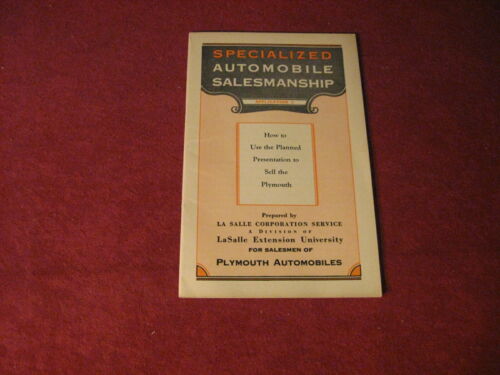 SPECIALIZED
AUTOMOBILE
SALESMANSHIP
How to
Use the Planned
Presentation to
Sell the
Plymouth
Prepared by
LA SALLE CORPORATION SERVICE
A DIVISION OF
LaSalle Extension University
FOR SALESMEN OF
PLYMOUTH AUTOMOBILES